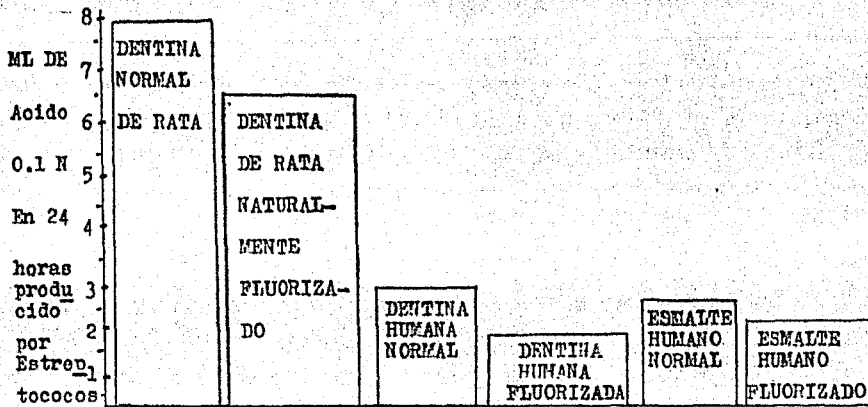 ML DE
Acido
0.1 N
En 24
horas
produ
cido
por
Estrep
tococos
8
7
6
5
4
3
2
1
DENTINA
NORMAL
DE RATA
DENTINA
DE RATA
NATURAL-
MENTE
FLUORIZA-
DO
DENTINA
HUMANA
NORMAL
DENTINA
HUMANA
FLUORIZADA
ESMALTE
HUMANO
NORMAL
ESMALTE
HUMANO
FLUORIZADO